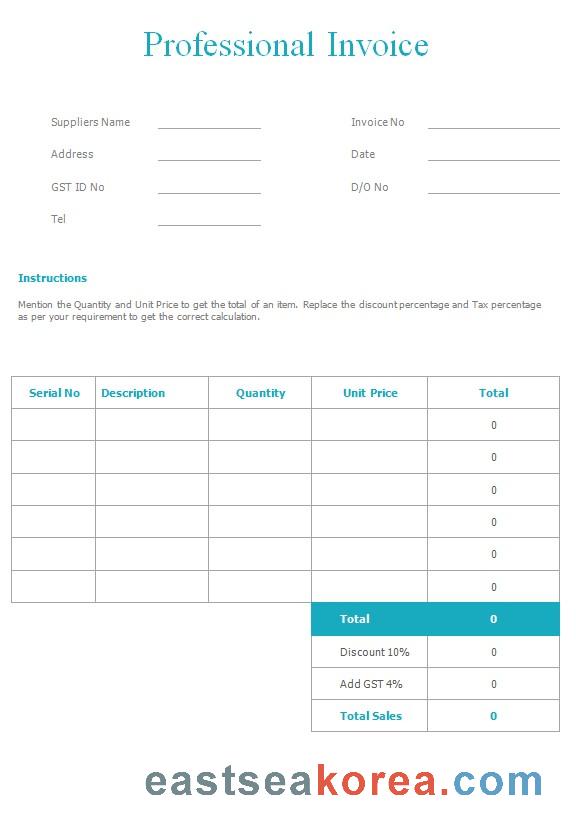 Professional Invoice
Suppliers Name Invoice No
Address Date
GST ID No D/O No
Tel
Instructions
Mention the Quantity and Unit Price to get the total of an item. Replace the discount percentage and Tax percentage
as per your requirement to get the correct calculation.
Serial No Description Quantity Unit Price Total
0
0
0
0
0
0
Total 0
Discount 10% 0
Add GST 4% 0
Total Sales 0
eastseakorea.com